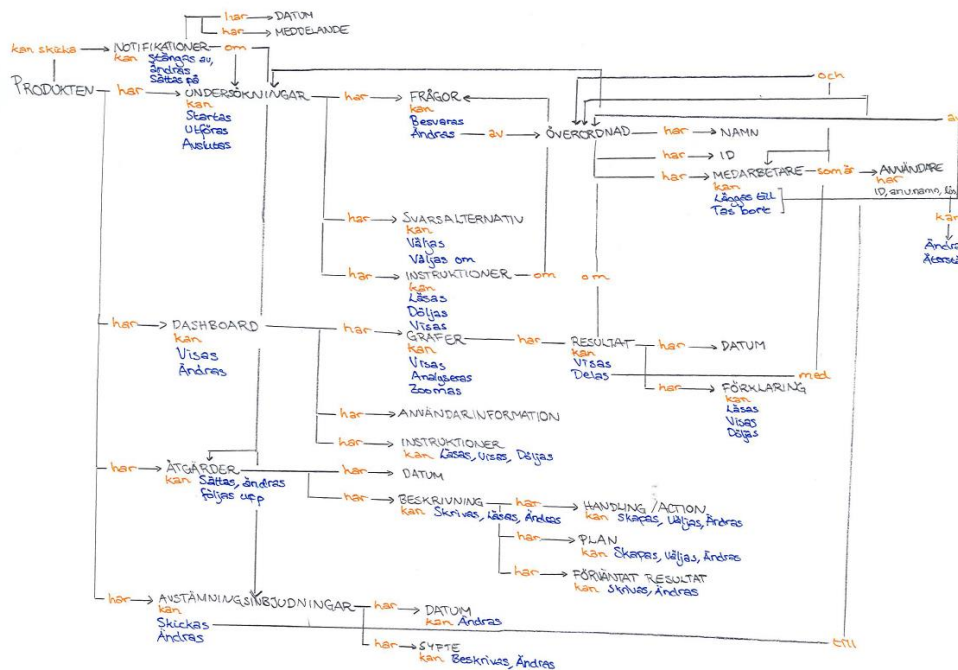 har → DATUM
har → MEDDELANDE
kan skicka → NOTIFIKATIONER om
kan Stängas av,
ändras
Sättas på
PRODUKTEN har → UNDERSÖKNINGAR har → FRÅGOR
kan
Startas
Utföras
Avslutas
kan
Besvaras
Ändras av → ÖVERORDNAD har → NAMN
och
har → ID
har → MEDARBETARE som är → ANVÄNDARE
kan
Läggas till
Tas bort
har
ID, anv.namn,
kan
av
har → SVARSALTERNATIV
kan
Väljas
Väljas om
har → INSTRUKTIONER om
kan
Läsas
Döljas
Visas
om
har → DASHBOARD har → GRAFER har → RESULTAT har → DATUM
kan
Visas
Ändras
kan
Visas
Analyseras
Zoomas
kan
Visas
Delas med
har → FÖRKLARING
kan
Läsas
Visas
Döljas
har → ANVÄNDARINFORMATION
har → INSTRUKTIONER
kan Läsas, Visas, Döljas
har → ÅTGÄRDER har → DATUM
kan Sättas, ändras
följas upp
har → BESKRIVNING har → HANDLING/ACTION
kan Skrivas, Läsas, Ändras
kan Skapas, Väljas, Ändras
har → PLAN
kan Skapas, Väljas, Ändras
har → FÖRVÄNTAT RESULTAT
kan Skrivas, Ändras
har → AVSTÄMNINGSINBJUDNINGAR har → DATUM
kan
Skickas till
Ändras
kan Ändras
har → SYFTE
kan Beskrivas, Ändras